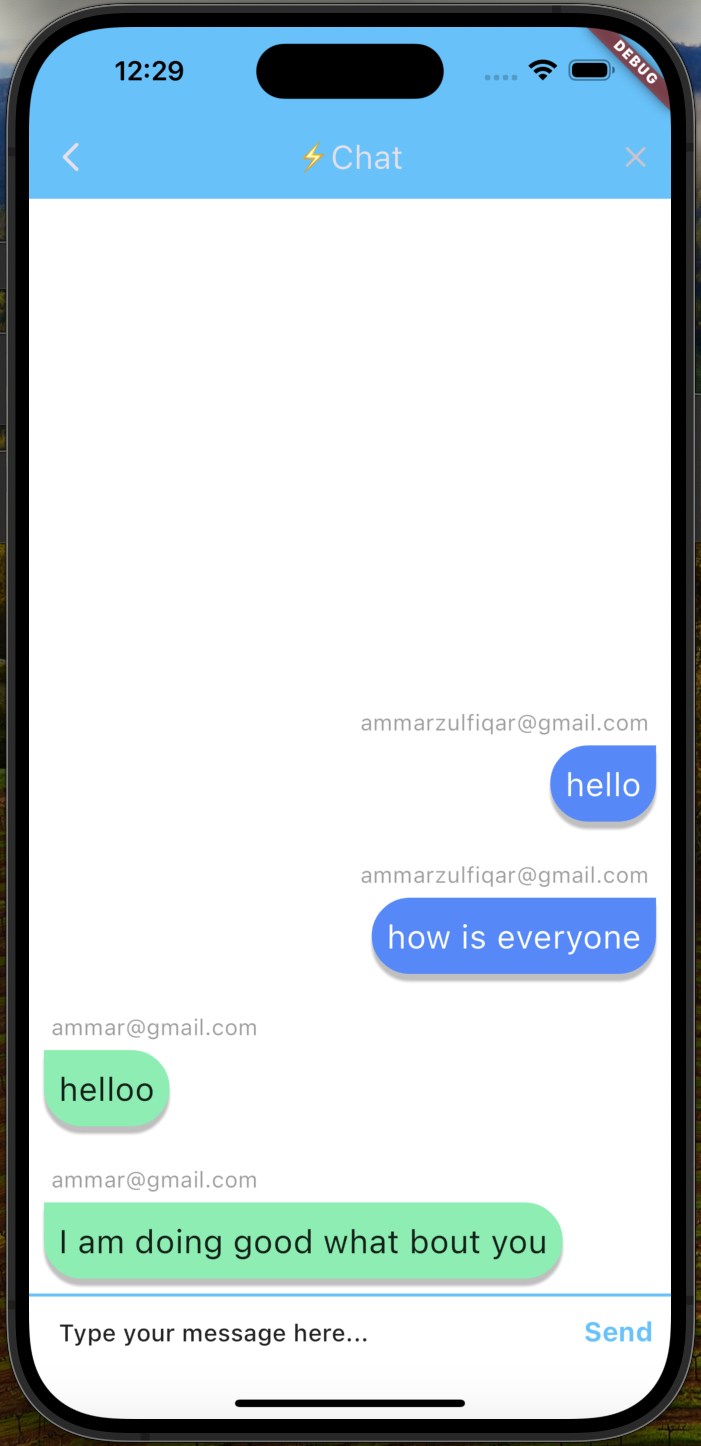 12:29
DEBUG
⚡Chat
ammarzulfiqar@gmail.com
hello
ammarzulfiqar@gmail.com
how is everyone
ammar@gmail.com
helloo
ammar@gmail.com
I am doing good what bout you
Type your message here...
Send